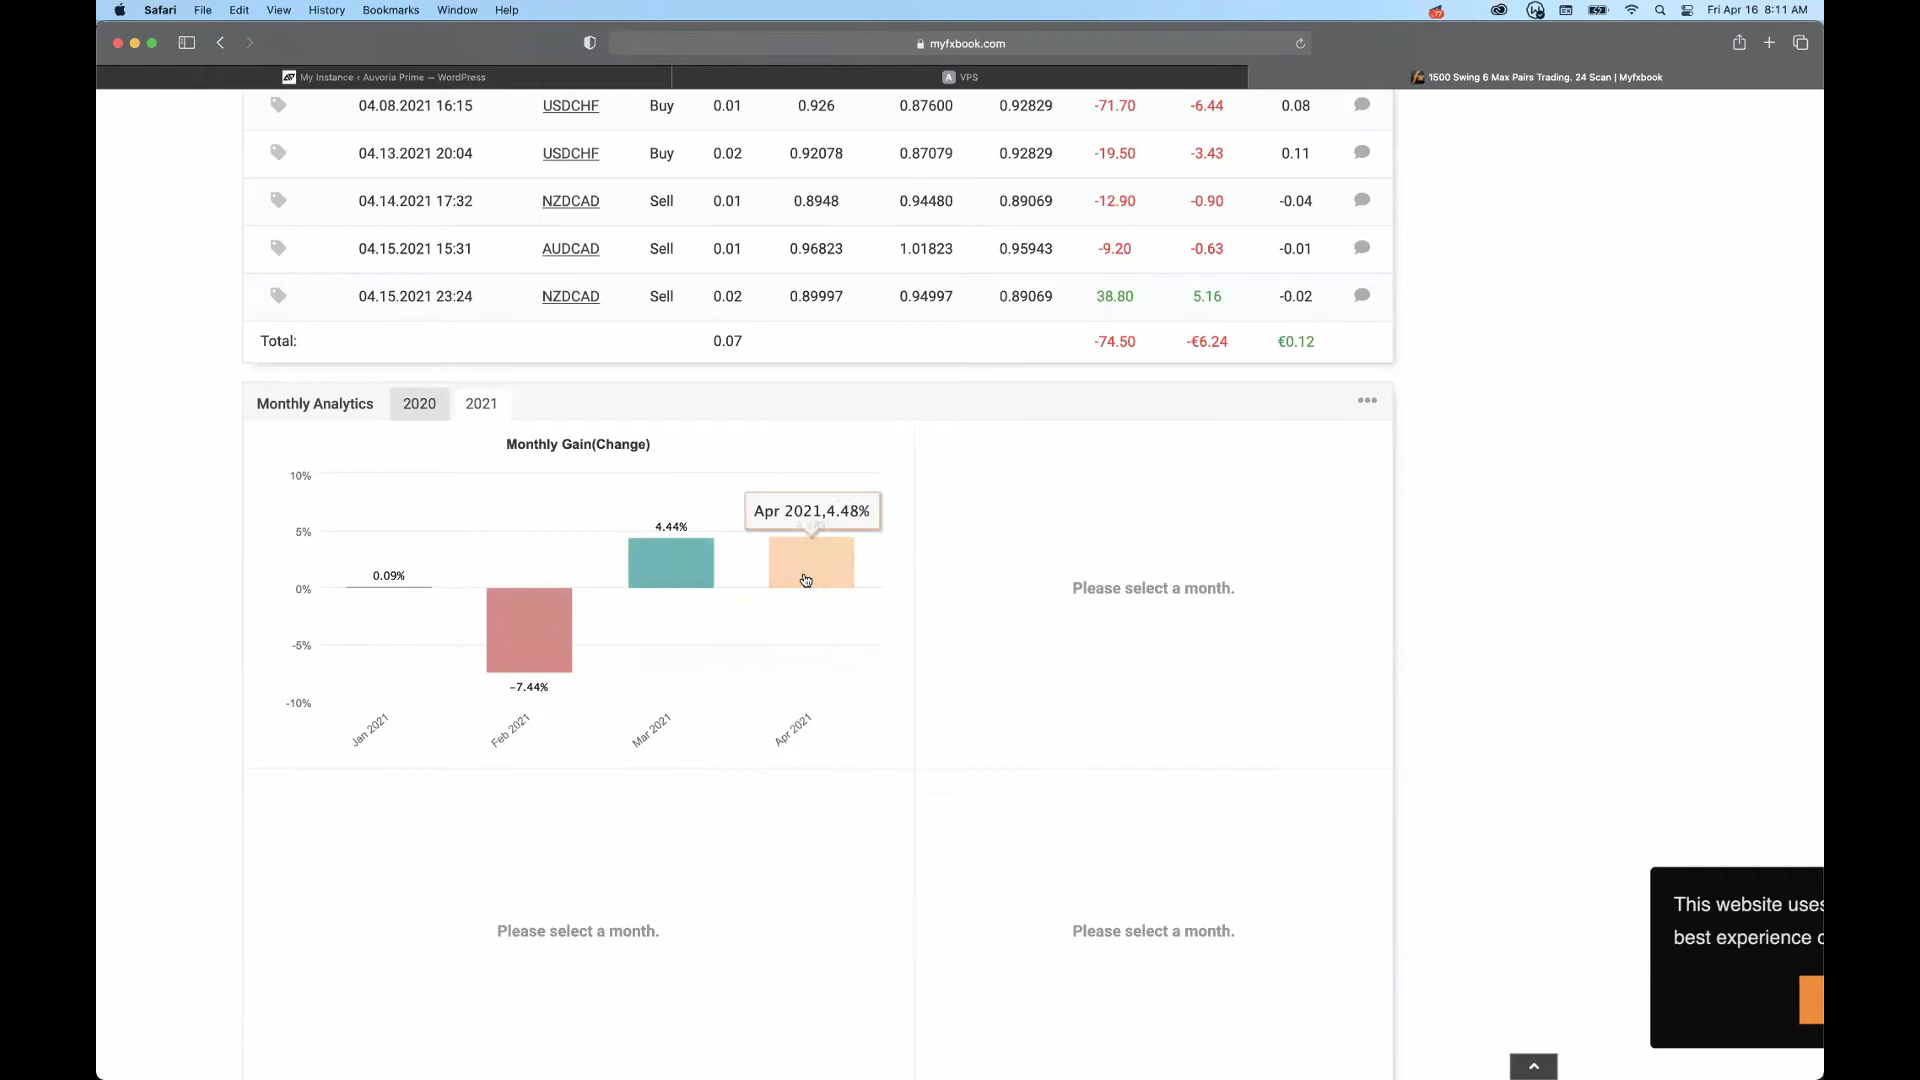 Safari File Edit View History Bookmarks Window Help Fri Apr 16 8:11 AM
myfxbook.com
My Instance ‹ Auvoria Prime — WordPress
A VPS
1500 Swing 6 Max Pairs Trading. 24 Scan | Myfxbook
04.08.2021 16:15 USDCHF Buy 0.01 0.926 0.87600 0.92829 -71.70 -6.44 0.08
04.13.2021 20:04 USDCHF Buy 0.02 0.92078 0.87079 0.92829 -19.50 -3.43 0.11
04.14.2021 17:32 NZDCAD Sell 0.01 0.8948 0.94480 0.89069 -12.90 -0.90 -0.04
04.15.2021 15:31 AUDCAD Sell 0.01 0.96823 1.01823 0.95943 -9.20 -0.63 -0.01
04.15.2021 23:24 NZDCAD Sell 0.02 0.89997 0.94997 0.89069 38.80 5.16 -0.02
Total: 0.07 -74.50 -€6.24 €0.12
Monthly Analytics 2020 2021
Monthly Gain(Change)
10%
5%
0%
-5%
-10%
0.09%
-7.44%
4.44%
Apr 2021,4.48%
Jan 2021
Feb 2021
Mar 2021
Apr 2021
Please select a month.
Please select a month.
Please select a month.
This website uses
best experience